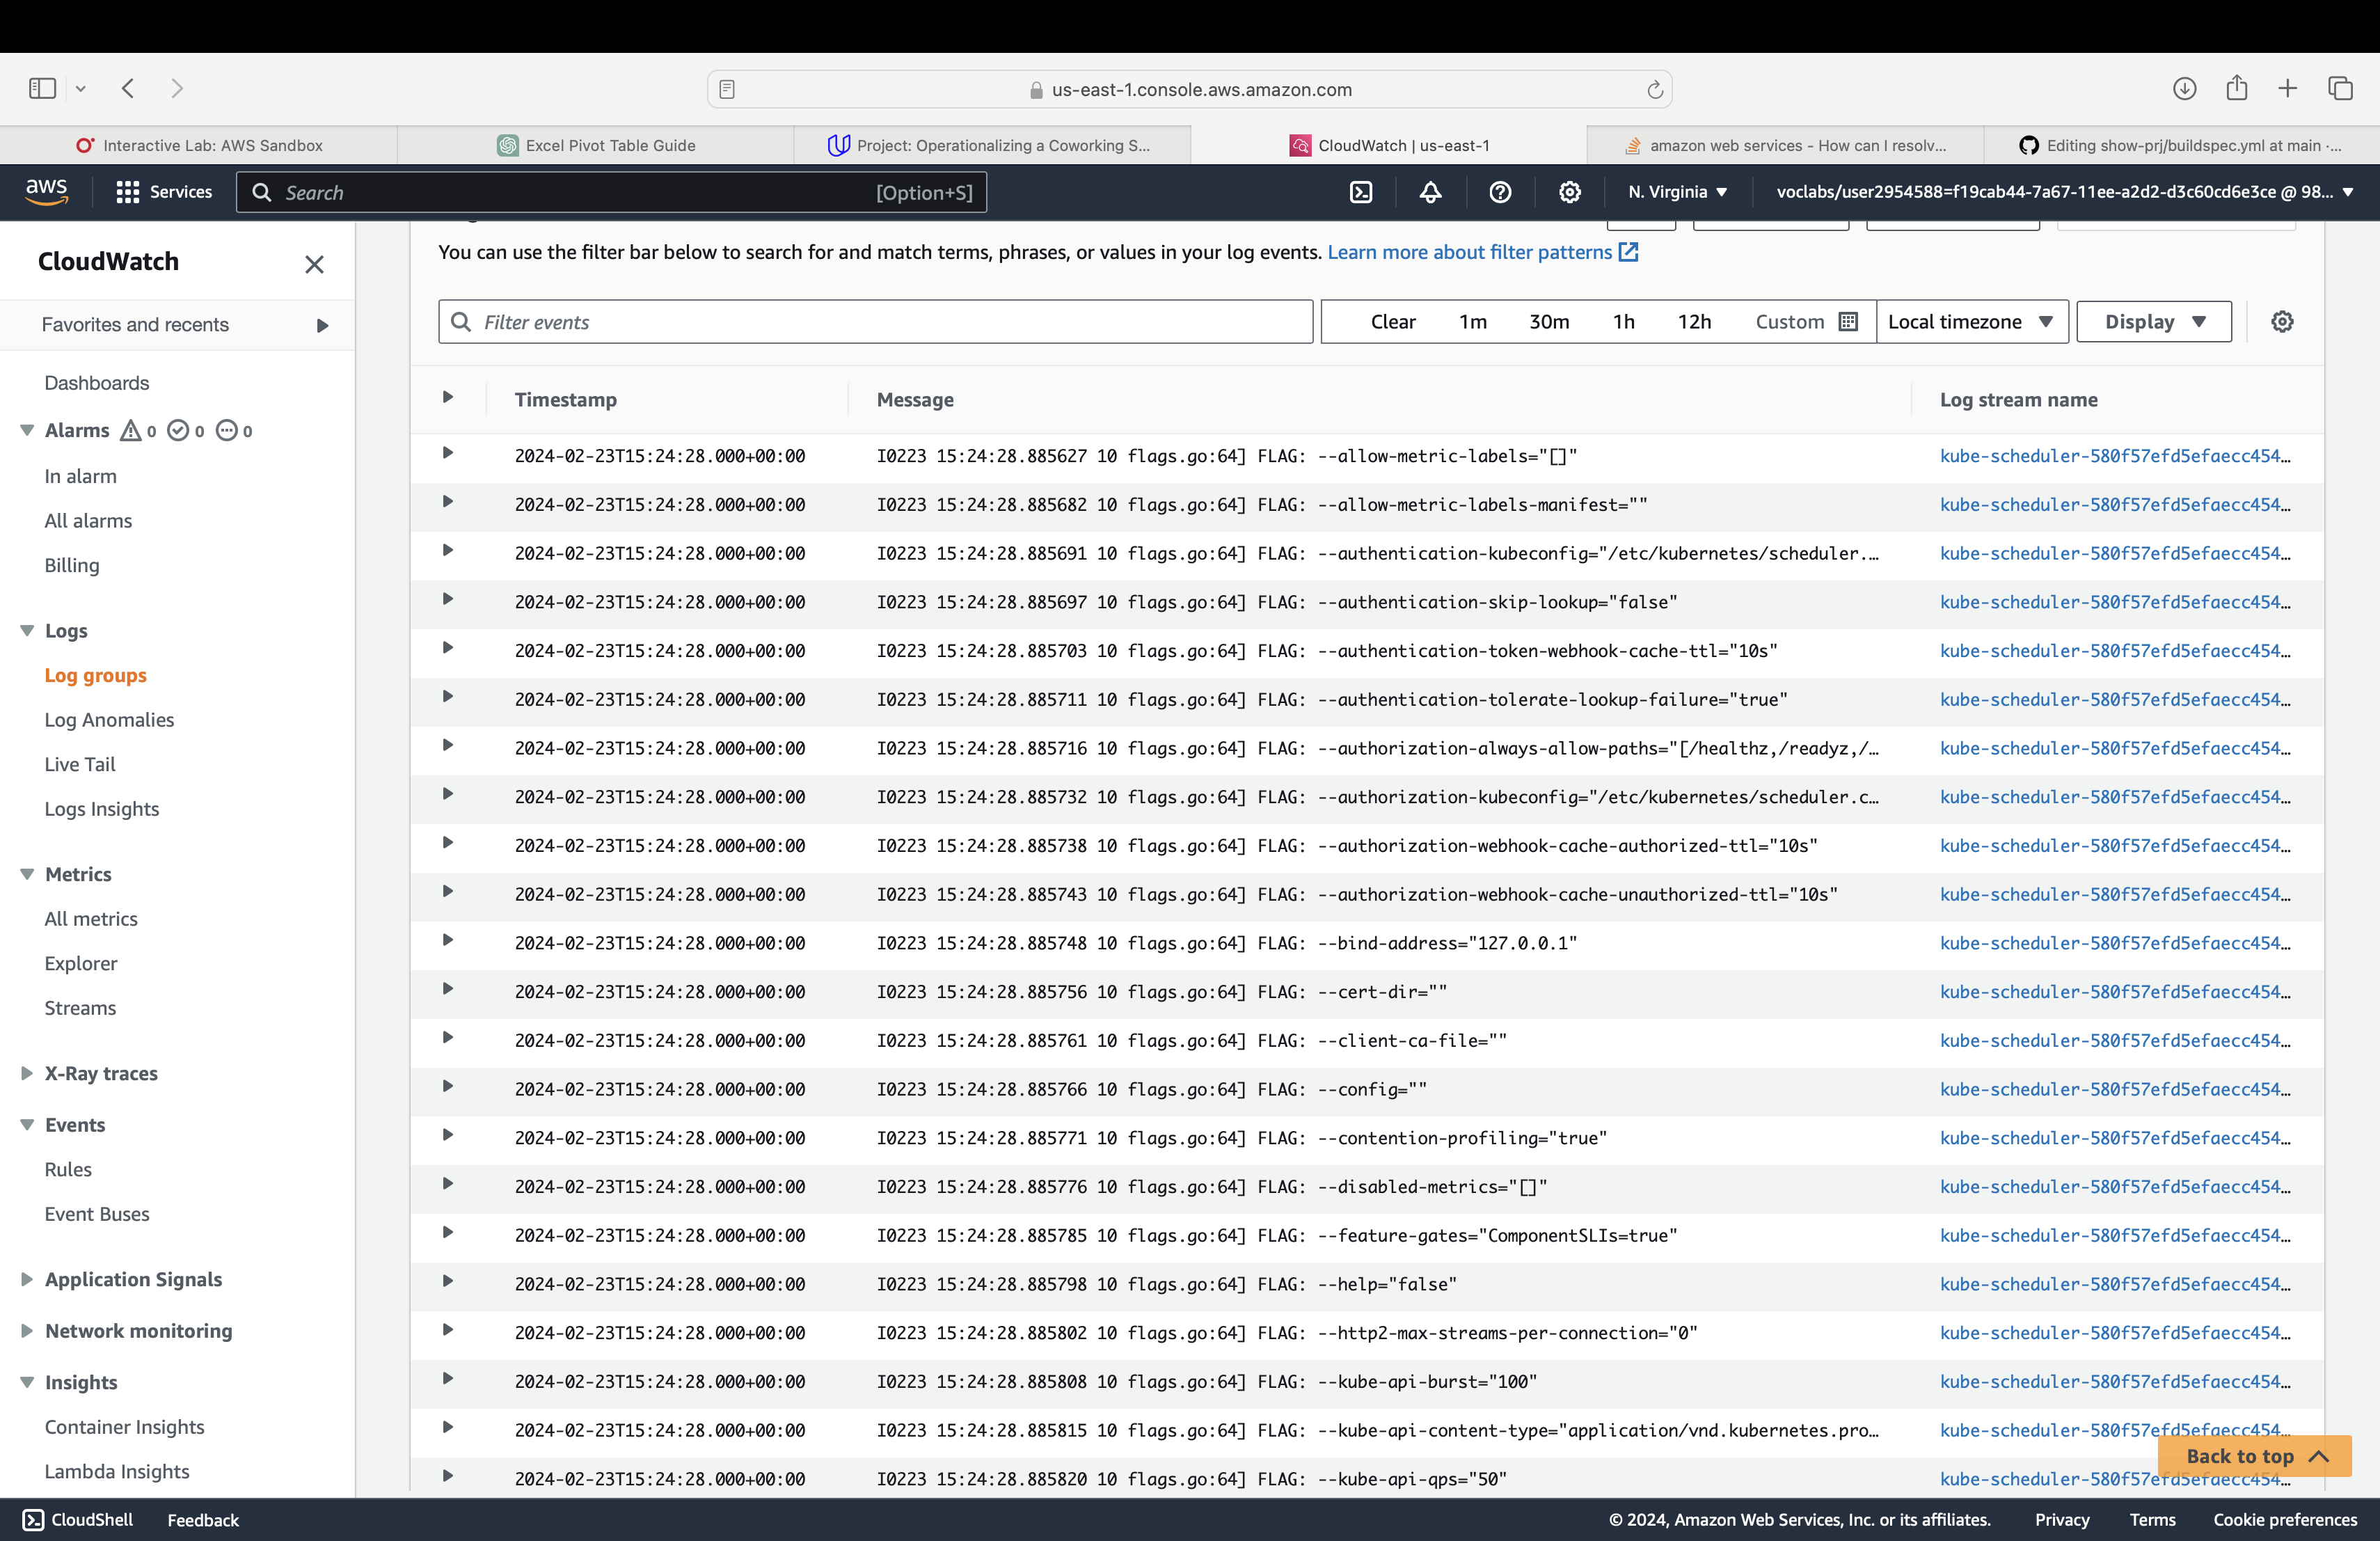 us-east-1.console.aws.amazon.com
Interactive Lab: AWS Sandbox
Excel Pivot Table Guide
Project: Operationalizing a Coworking S...
CloudWatch | us-east-1
amazon web services - How can I resolv...
Editing show-prj/buildspec.yml at main ·...
aws
Services
Search
[Option+S]
N. Virginia
voclabs/user2954588=f19cab44-7a67-11ee-a2d2-d3c60cd6e3ce @ 98...
CloudWatch
Favorites and recents
Dashboards
Alarms 0 0 0
In alarm
All alarms
Billing
Logs
Log groups
Log Anomalies
Live Tail
Logs Insights
Metrics
All metrics
Explorer
Streams
X-Ray traces
Events
Rules
Event Buses
Application Signals
Network monitoring
Insights
Container Insights
Lambda Insights
You can use the filter bar below to search for and match terms, phrases, or values in your log events. Learn more about filter patterns
Filter events
Clear 1m 30m 1h 12h Custom Local timezone Display
Timestamp Message Log stream name
2024-02-23T15:24:28.000+00:00 I0223 15:24:28.885627 10 flags.go:64] FLAG: --allow-metric-labels="[]" kube-scheduler-580f57efd5efaecc454...
2024-02-23T15:24:28.000+00:00 I0223 15:24:28.885682 10 flags.go:64] FLAG: --allow-metric-labels-manifest="" kube-scheduler-580f57efd5efaecc454...
2024-02-23T15:24:28.000+00:00 I0223 15:24:28.885691 10 flags.go:64] FLAG: --authentication-kubeconfig="/etc/kubernetes/scheduler.... kube-scheduler-580f57efd5efaecc454...
2024-02-23T15:24:28.000+00:00 I0223 15:24:28.885697 10 flags.go:64] FLAG: --authentication-skip-lookup="false" kube-scheduler-580f57efd5efaecc454...
2024-02-23T15:24:28.000+00:00 I0223 15:24:28.885703 10 flags.go:64] FLAG: --authentication-token-webhook-cache-ttl="10s" kube-scheduler-580f57efd5efaecc454...
2024-02-23T15:24:28.000+00:00 I0223 15:24:28.885711 10 flags.go:64] FLAG: --authentication-tolerate-lookup-failure="true" kube-scheduler-580f57efd5efaecc454...
2024-02-23T15:24:28.000+00:00 I0223 15:24:28.885716 10 flags.go:64] FLAG: --authorization-always-allow-paths="[/healthz,/readyz,/... kube-scheduler-580f57efd5efaecc454...
2024-02-23T15:24:28.000+00:00 I0223 15:24:28.885732 10 flags.go:64] FLAG: --authorization-kubeconfig="/etc/kubernetes/scheduler.c... kube-scheduler-580f57efd5efaecc454...
2024-02-23T15:24:28.000+00:00 I0223 15:24:28.885738 10 flags.go:64] FLAG: --authorization-webhook-cache-authorized-ttl="10s" kube-scheduler-580f57efd5efaecc454...
2024-02-23T15:24:28.000+00:00 I0223 15:24:28.885743 10 flags.go:64] FLAG: --authorization-webhook-cache-unauthorized-ttl="10s" kube-scheduler-580f57efd5efaecc454...
2024-02-23T15:24:28.000+00:00 I0223 15:24:28.885748 10 flags.go:64] FLAG: --bind-address="127.0.0.1" kube-scheduler-580f57efd5efaecc454...
2024-02-23T15:24:28.000+00:00 I0223 15:24:28.885756 10 flags.go:64] FLAG: --cert-dir="" kube-scheduler-580f57efd5efaecc454...
2024-02-23T15:24:28.000+00:00 I0223 15:24:28.885761 10 flags.go:64] FLAG: --client-ca-file="" kube-scheduler-580f57efd5efaecc454...
2024-02-23T15:24:28.000+00:00 I0223 15:24:28.885766 10 flags.go:64] FLAG: --config="" kube-scheduler-580f57efd5efaecc454...
2024-02-23T15:24:28.000+00:00 I0223 15:24:28.885771 10 flags.go:64] FLAG: --contention-profiling="true" kube-scheduler-580f57efd5efaecc454...
2024-02-23T15:24:28.000+00:00 I0223 15:24:28.885776 10 flags.go:64] FLAG: --disabled-metrics="[]" kube-scheduler-580f57efd5efaecc454...
2024-02-23T15:24:28.000+00:00 I0223 15:24:28.885785 10 flags.go:64] FLAG: --feature-gates="ComponentSLIs=true" kube-scheduler-580f57efd5efaecc454...
2024-02-23T15:24:28.000+00:00 I0223 15:24:28.885798 10 flags.go:64] FLAG: --help="false" kube-scheduler-580f57efd5efaecc454...
2024-02-23T15:24:28.000+00:00 I0223 15:24:28.885802 10 flags.go:64] FLAG: --http2-max-streams-per-connection="0" kube-scheduler-580f57efd5efaecc454...
2024-02-23T15:24:28.000+00:00 I0223 15:24:28.885808 10 flags.go:64] FLAG: --kube-api-burst="100" kube-scheduler-580f57efd5efaecc454...
2024-02-23T15:24:28.000+00:00 I0223 15:24:28.885815 10 flags.go:64] FLAG: --kube-api-content-type="application/vnd.kubernetes.pro... kube-scheduler-580f57efd5efaecc454...
2024-02-23T15:24:28.000+00:00 I0223 15:24:28.885820 10 flags.go:64] FLAG: --kube-api-qps="50" kube-scheduler-580f57efd5efaecc454...
Back to top
CloudShell
Feedback
© 2024, Amazon Web Services, Inc. or its affiliates.
Privacy
Terms
Cookie preferences